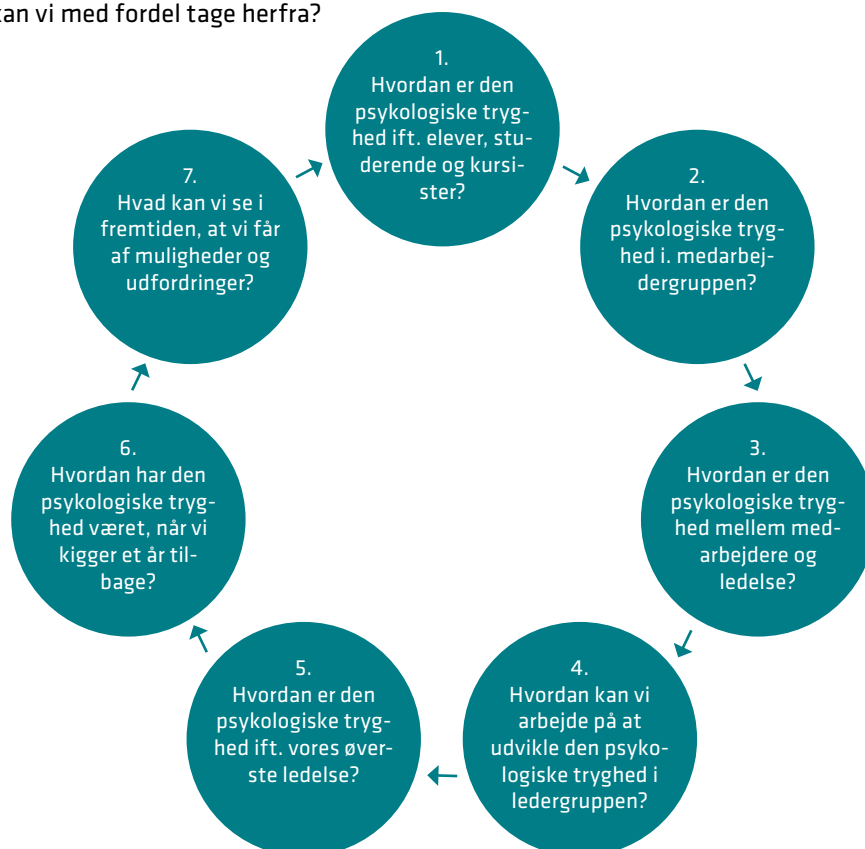 kan vi med fordel tage herfra?
1.
Hvordan er den
psykologiske tryg-
hed ift. elever, stu-
derende og kursi-
ster?
2.
Hvordan er den
psykologiske tryg-
hed i. medarbej-
dergruppen?
3.
Hvordan er den
psykologiske tryg-
hed mellem med-
arbejdere og
ledelse?
4.
Hvordan kan vi
arbejde på at
udvikle den psyko-
logiske tryghed i
ledergruppen?
5.
Hvordan er den
psykologiske tryg-
hed ift. vores øver-
ste ledelse?
6.
Hvordan har den
psykologiske tryg-
hed været, når vi
kigger et år til-
bage?
7.
Hvad kan vi se i
fremtiden, at vi får
af muligheder og
udfordringer?